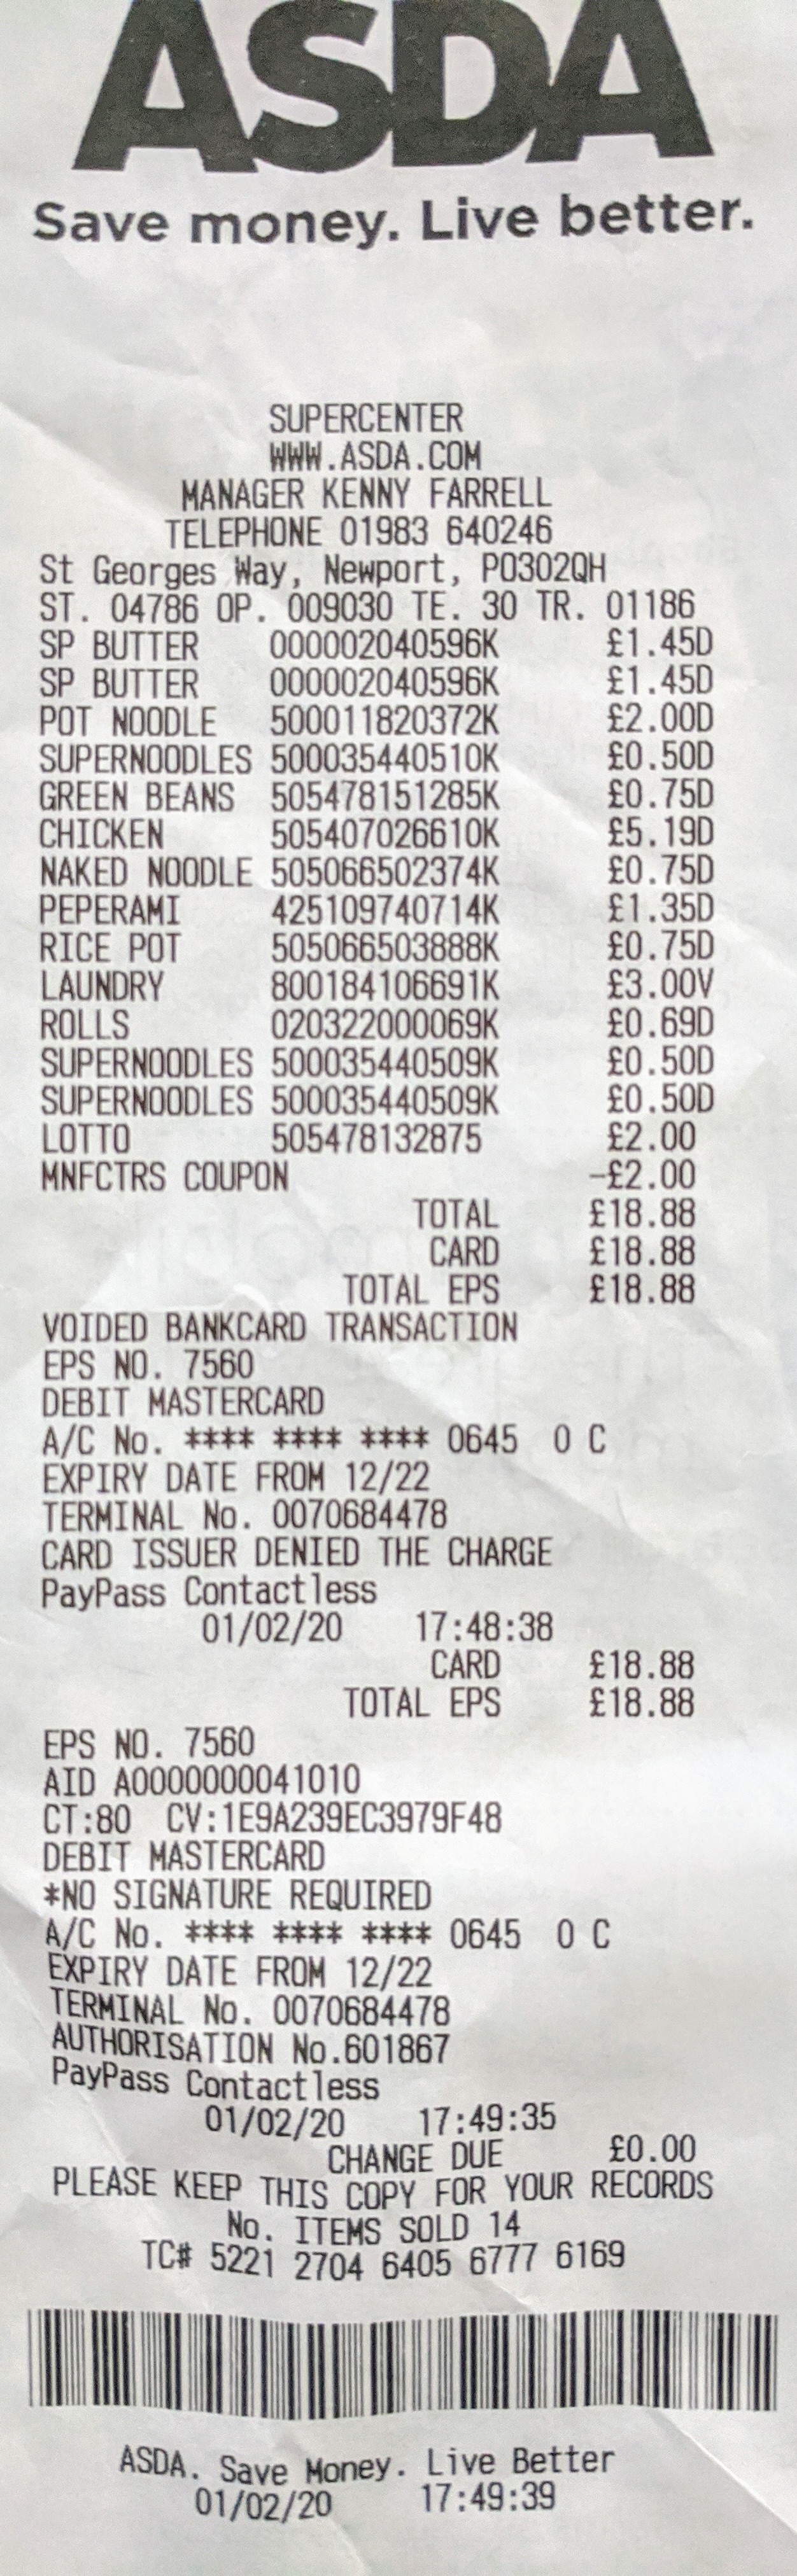 ASDA
Save money. Live better.
SUPERCENTER
WWW.ASDA.COM
MANAGER KENNY FARRELL
TELEPHONE 01983 640246
St Georges Way, Newport, PO302QH
ST. 04786 OP. 009030 TE. 30 TR. 01186
SP BUTTER 000002040596K £1.45D
SP BUTTER 000002040596K £1.45D
POT NOODLE 500011820372K £2.00D
SUPERNOODLES 500035440510K £0.50D
GREEN BEANS 505478151285K £0.75D
CHICKEN 505407026610K £5.19D
NAKED NOODLE 505066502374K £0.75D
PEPERAMI 425109740714K £1.35D
RICE POT 505066503888K £0.75D
LAUNDRY 800184106691K £3.00V
ROLLS 020322000069K £0.69D
SUPERNOODLES 500035440509K £0.50D
SUPERNOODLES 500035440509K £0.50D
LOTTO 505478132875 £2.00
MNFCTRS COUPON -£2.00
TOTAL £18.88
CARD £18.88
TOTAL EPS £18.88
VOIDED BANKCARD TRANSACTION
EPS NO. 7560
DEBIT MASTERCARD
A/C No. **** **** **** 0645 0 C
EXPIRY DATE FROM 12/22
TERMINAL No. 0070684478
CARD ISSUER DENIED THE CHARGE
PayPass Contactless
01/02/20 17:48:38
CARD £18.88
TOTAL EPS £18.88
EPS NO. 7560
AID A0000000041010
CT:80 CV:1E9A239EC3979F48
DEBIT MASTERCARD
*NO SIGNATURE REQUIRED
A/C No. **** **** **** 0645 0 C
EXPIRY DATE FROM 12/22
TERMINAL No. 0070684478
AUTHORISATION No.601867
PayPass Contactless
01/02/20 17:49:35
CHANGE DUE £0.00
PLEASE KEEP THIS COPY FOR YOUR RECORDS
No. ITEMS SOLD 14
TC# 5221 2704 6405 6777 6169
ASDA. Save Money. Live Better
01/02/20 17:49:39